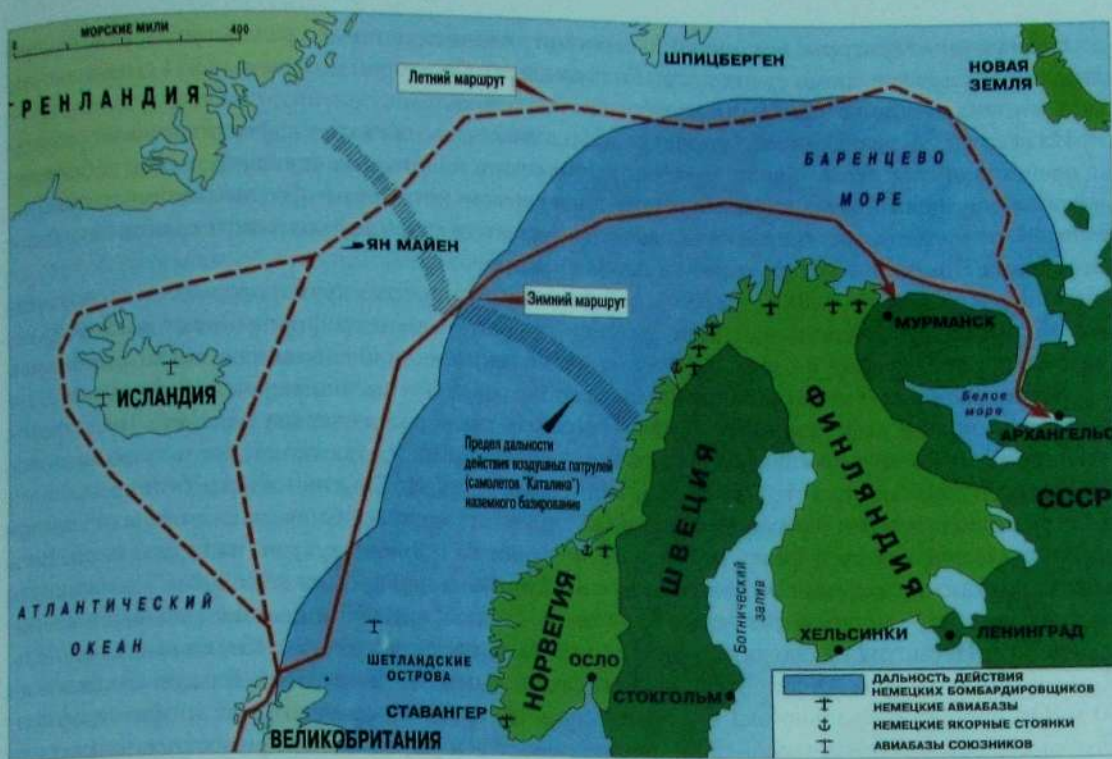 МОРСКИЕ МИЛИ
400
РЕНЛАНДИЯ
Летний маршрут
ШПИЦБЕРГЕН
НОВАЯ
ЗЕМЛЯ
БАРЕНЦЕВО
МОРЕ
ЯН МАЙЕН
Зимний маршрут
МУРМАНСК
ИСЛАНДИЯ
Белое
море
АРХАНГЕЛЬС
Предел дальности
действия воздушных патрулей
(самолетов "Каталина")
наземного базирования
СССР
ФИНЛЯНДИЯ
ШВЕЦИЯ
НОРВЕГИЯ
Ботнический
залив
АТЛАНТИЧЕСКИЙ
ОКЕАН
ШЕТЛАНДСКИЕ
ОСТРОВА
ОСЛО
ХЕЛЬСИНКИ
ЛЕНИНГРАД
СТОКГОЛЬМ
СТАВАНГЕР
ВЕЛИКОБРИТАНИЯ
ДАЛЬНОСТЬ ДЕЙСТВИЯ
НЕМЕЦКИХ БОМБАРДИРОВЩИКОВ
НЕМЕЦКИЕ АВИАБАЗЫ
НЕМЕЦКИЕ ЯКОРНЫЕ СТОЯНКИ
АВИАБАЗЫ СОЮЗНИКОВ